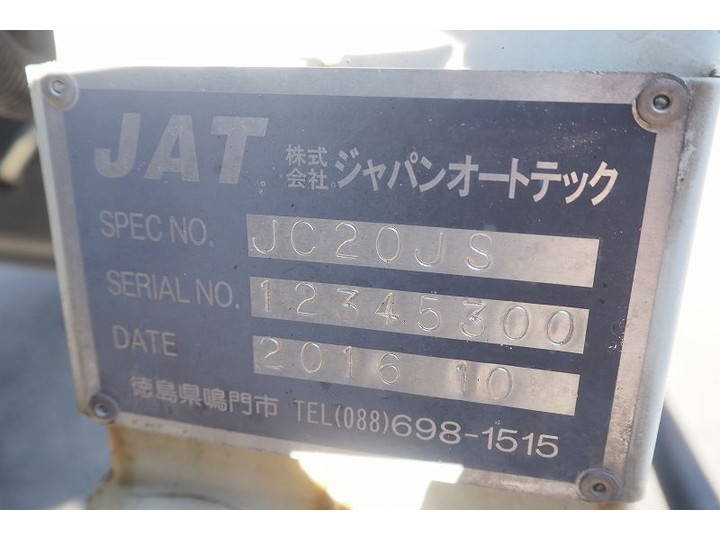 JAT 株式会社 ジャパンオートテック
SPEC NO. JC20JS
SERIAL NO. 12345300
DATE 2016 10
徳島県鳴門市 TEL(088)698-1515